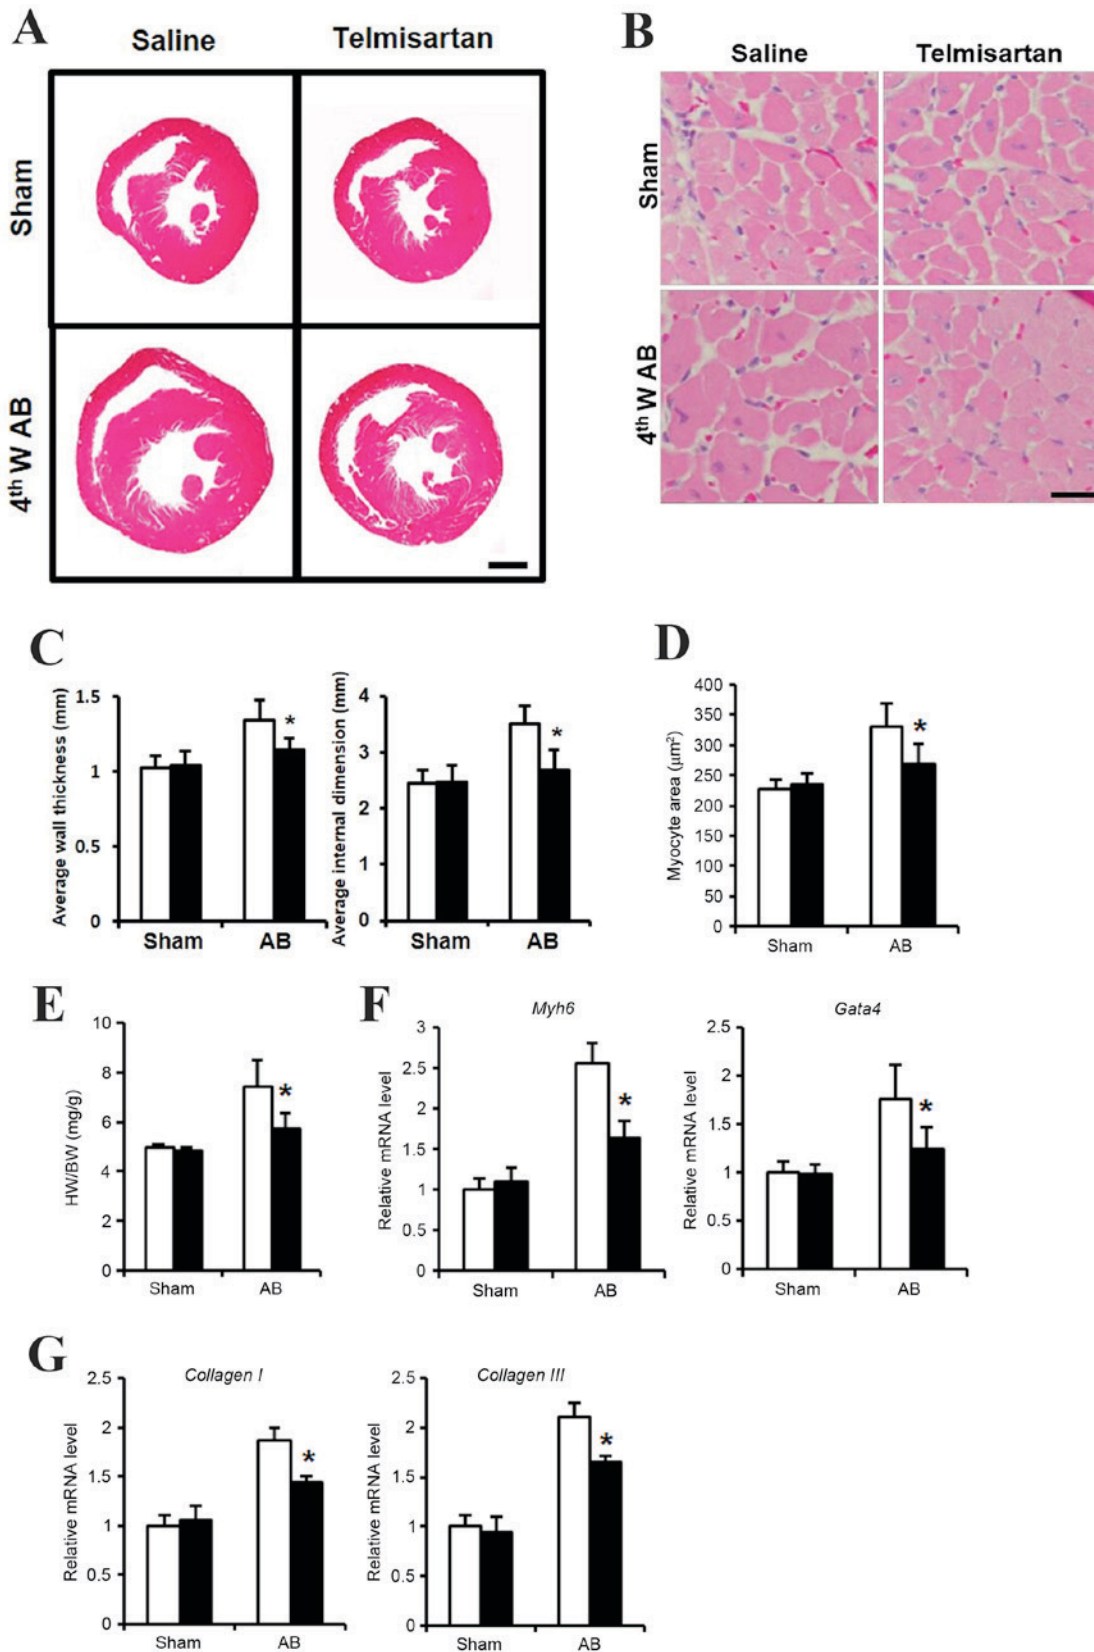 A
Saline
Telmisartan
Sham
4th W AB
B
Saline
Telmisartan
Sham
4th W AB
C
Average wall thickness (mm)
1.5
1
0.5
0
*
Sham
AB
Average internal dimension (mm)
4
3
2
1
0
*
Sham
AB
D
Myocyte area (μm²)
400
350
300
250
200
150
100
50
0
*
Sham
AB
E
HW/BW (mg/g)
10
8
6
4
2
0
*
Sham
AB
F
Myh6
Relative mRNA level
3
2.5
2
1.5
1
0.5
0
*
Sham
AB
Gata4
Relative mRNA level
2.5
2
1.5
1
0.5
0
*
Sham
AB
G
Collagen I
Relative mRNA level
2.5
2
1.5
1
0.5
0
*
Sham
AB
Collagen III
Relative mRNA level
2.5
2
1.5
1
0.5
0
*
Sham
AB